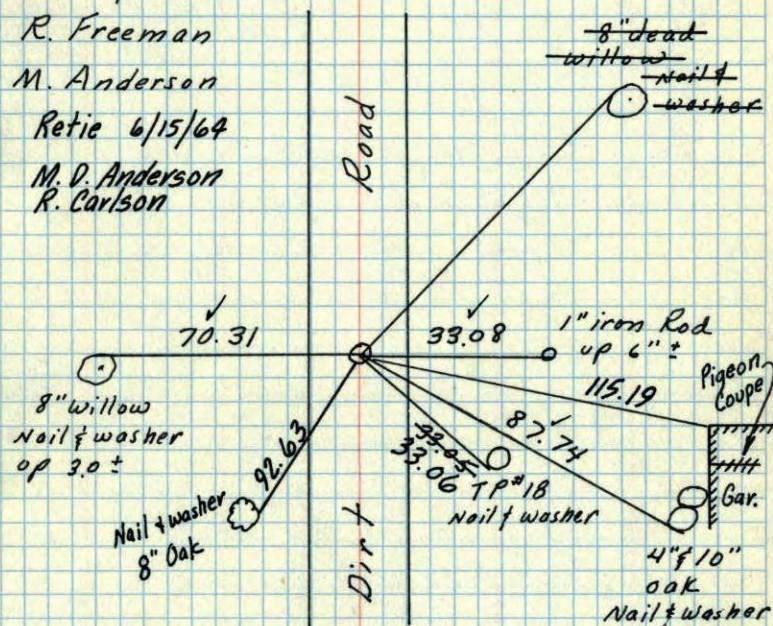 R. Freeman
M. Anderson
Retie 6/15/64
M.D. Anderson
R. Carlson
8" dead
willow
Nail &
washer
Road
70.31
33.08
1" iron Rod
up 6" ±
Pigeon
Coupe
115.19
8" willow
Nail & washer
up 3.0 ±
92.63
87.74
33.06
TP#18
Nail & washer
Gar.
Nail & washer
8" Oak
Dirt
4" & 10"
oak
Nail & washer